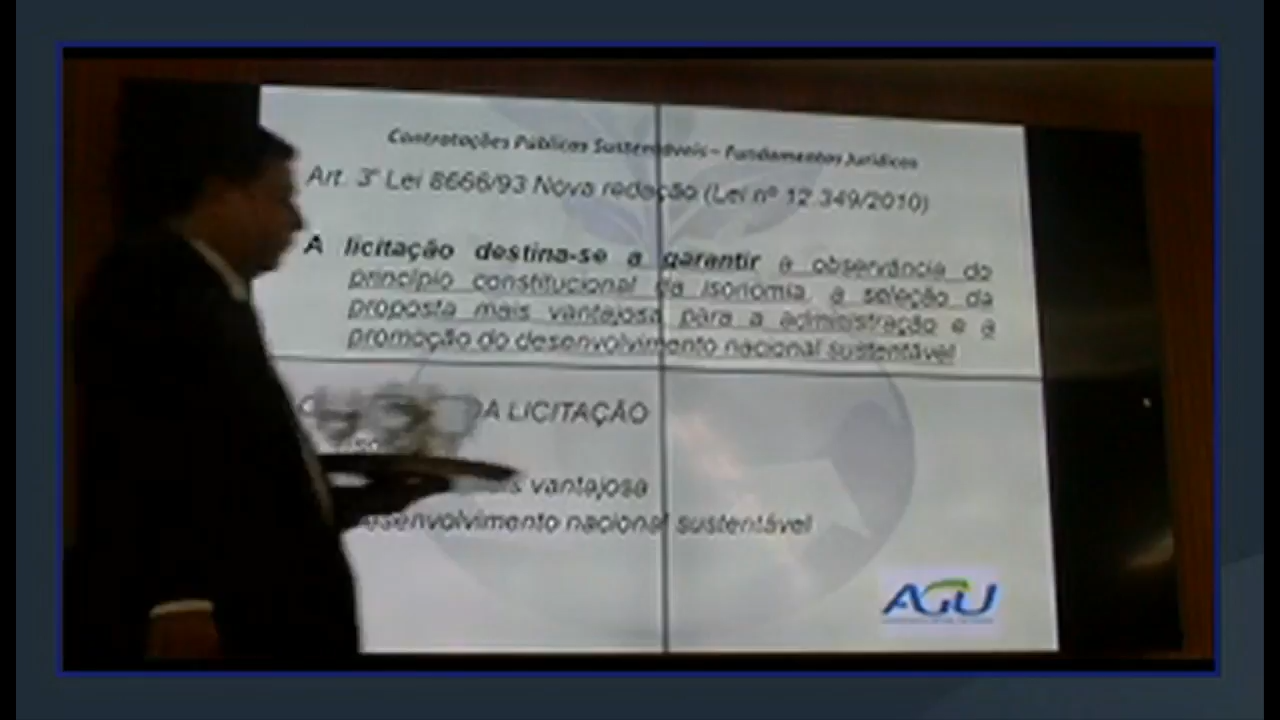 Contratações Públicas Sustentáveis – Fundamentos Jurídicos
Art. 3º Lei 8666/93 Nova redação (Lei nº 12.349/2010)
A licitação destina-se a garantir a observância do
princípio constitucional da isonomia, a seleção da
proposta mais vantajosa para a administração e a
promoção do desenvolvimento nacional sustentável
DA LICITAÇÃO
vantajosa
desenvolvimento nacional sustentável
AGU